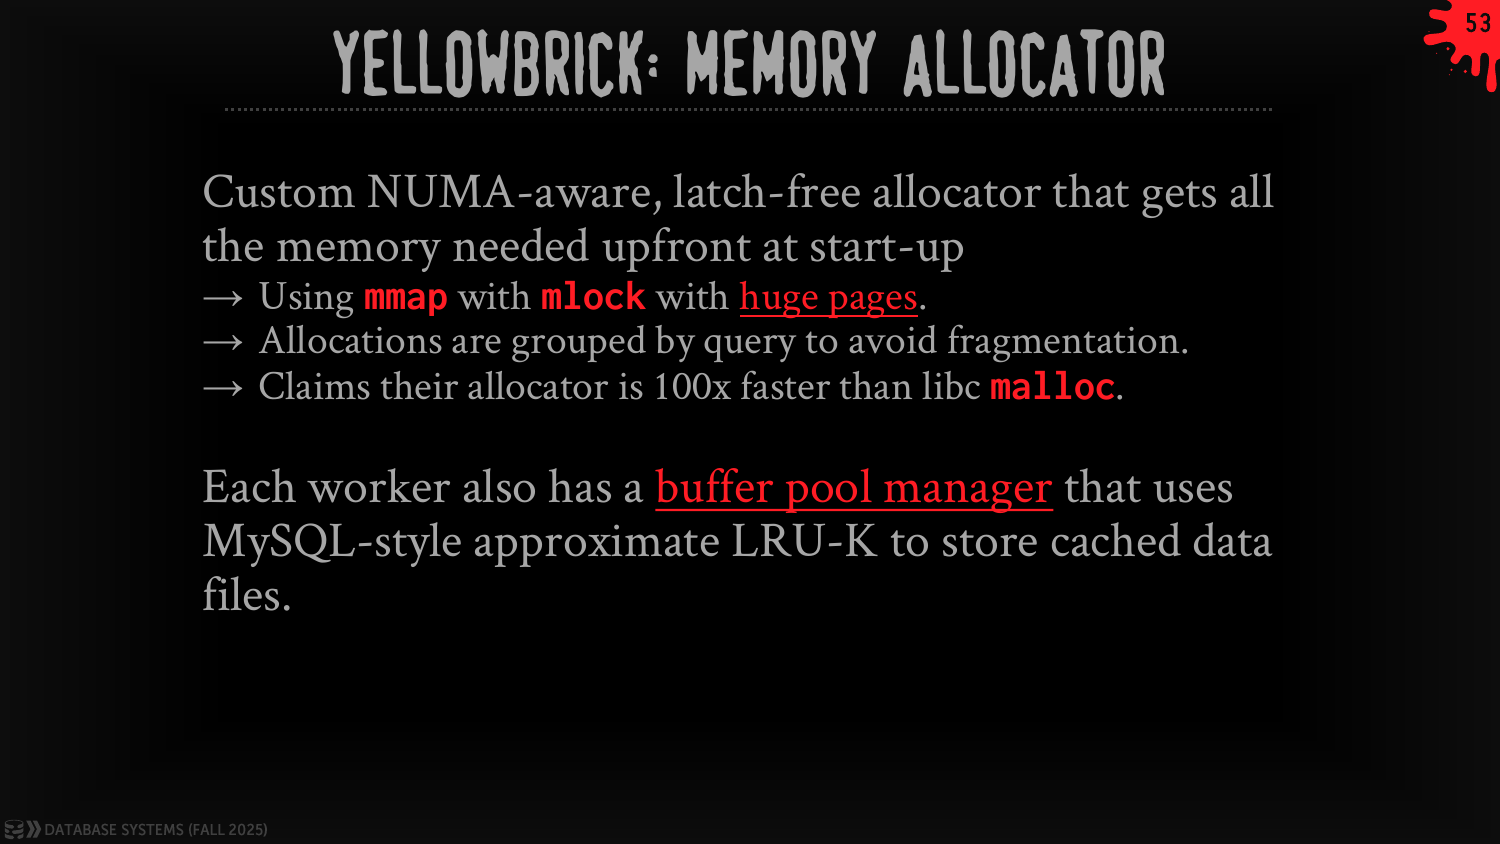 53
YELLOWBRICK: MEMORY ALLOCATOR
Custom NUMA-aware, latch-free allocator that gets all
the memory needed upfront at start-up
→ Using mmap with mlock with huge pages.
→ Allocations are grouped by query to avoid fragmentation.
→ Claims their allocator is 100x faster than libc malloc.
Each worker also has a buffer pool manager that uses
MySQL-style approximate LRU-K to store cached data
files.
DATABASE SYSTEMS (FALL 2025)